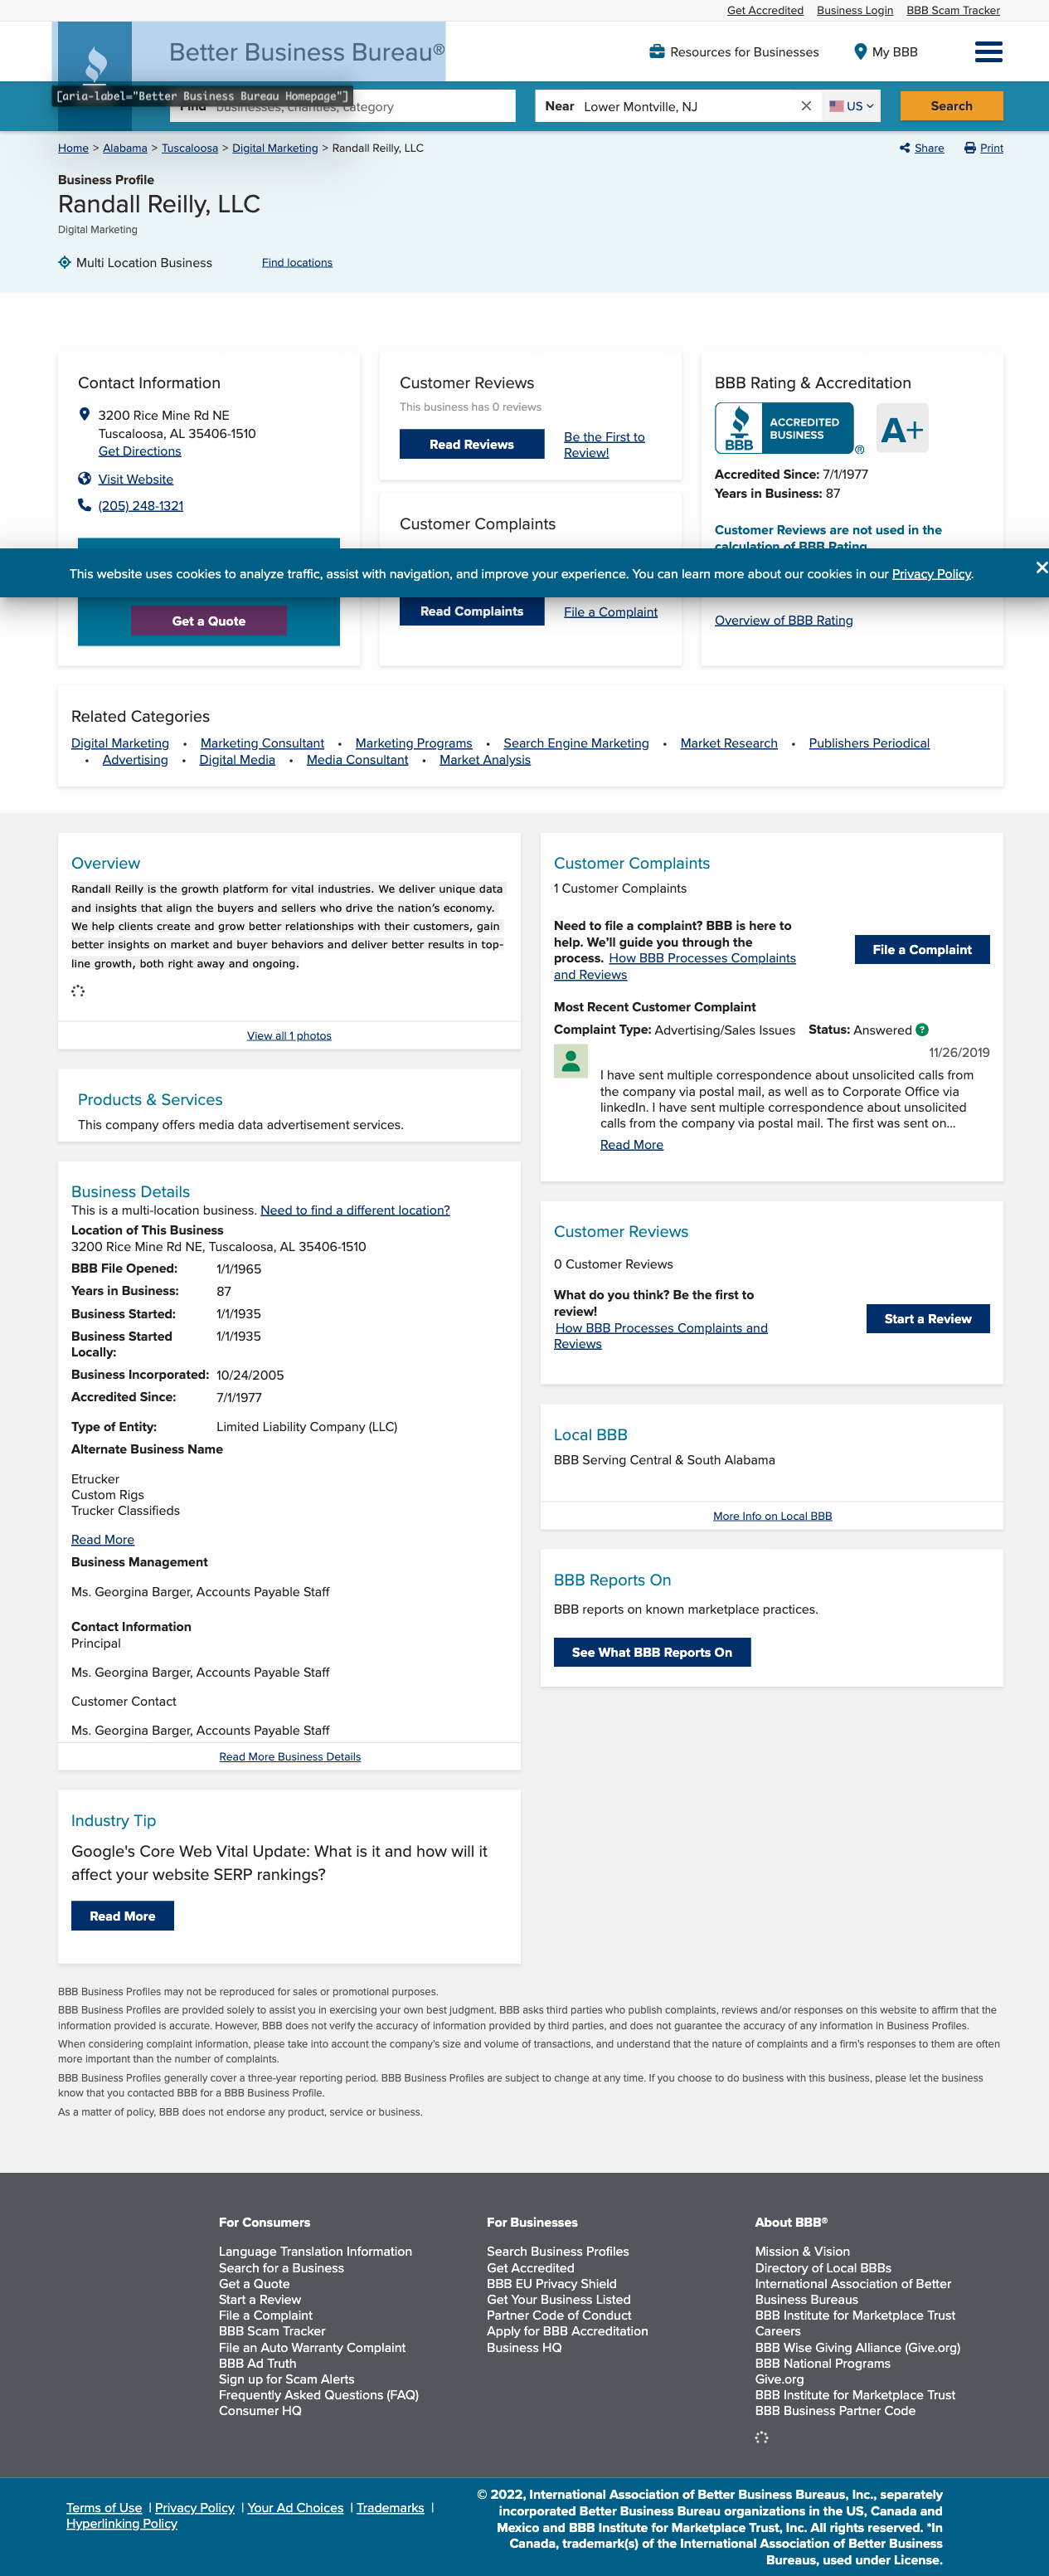 Get Accredited Business Login BBB Scam Tracker
Better Business Bureau®
Resources for Businesses My BBB
[aria-label="Better Business Bureau Homepage"]
Find businesses, charities, category
Near Lower Montville, NJ US Search
Home > Alabama > Tuscaloosa > Digital Marketing > Randall Reilly, LLC
Share Print
Business Profile
Randall Reilly, LLC
Digital Marketing
Multi Location Business Find locations
Contact Information
3200 Rice Mine Rd NE
Tuscaloosa, AL 35406-1510
Get Directions
Visit Website
(205) 248-1321
Get a Quote
Customer Reviews
This business has 0 reviews
Read Reviews
Be the First to
Review!
Customer Complaints
Read Complaints File a Complaint
BBB Rating & Accreditation
BBB ACCREDITED
BUSINESS ® A+
Accredited Since: 7/1/1977
Years in Business: 87
Customer Reviews are not used in the
calculation of BBB Rating
Overview of BBB Rating
This website uses cookies to analyze traffic, assist with navigation, and improve your experience. You can learn more about our cookies in our Privacy Policy.
Related Categories
Digital Marketing • Marketing Consultant • Marketing Programs • Search Engine Marketing • Market Research • Publishers Periodical
• Advertising • Digital Media • Media Consultant • Market Analysis
Overview
Randall Reilly is the growth platform for vital industries. We deliver unique data
and insights that align the buyers and sellers who drive the nation's economy.
We help clients create and grow better relationships with their customers, gain
better insights on market and buyer behaviors and deliver better results in top-
line growth, both right away and ongoing.
View all 1 photos
Products & Services
This company offers media data advertisement services.
Business Details
This is a multi-location business. Need to find a different location?
Location of This Business
3200 Rice Mine Rd NE, Tuscaloosa, AL 35406-1510
BBB File Opened: 1/1/1965
Years in Business: 87
Business Started: 1/1/1935
Business Started
Locally: 1/1/1935
Business Incorporated: 10/24/2005
Accredited Since: 7/1/1977
Type of Entity: Limited Liability Company (LLC)
Alternate Business Name
Etrucker
Custom Rigs
Trucker Classifieds
Read More
Business Management
Ms. Georgina Barger, Accounts Payable Staff
Contact Information
Principal
Ms. Georgina Barger, Accounts Payable Staff
Customer Contact
Ms. Georgina Barger, Accounts Payable Staff
Read More Business Details
Industry Tip
Google's Core Web Vital Update: What is it and how will it
affect your website SERP rankings?
Read More
Customer Complaints
1 Customer Complaints
Need to file a complaint? BBB is here to
help. We'll guide you through the
process. How BBB Processes Complaints
and Reviews
File a Complaint
Most Recent Customer Complaint
Complaint Type: Advertising/Sales Issues Status: Answered ?
11/26/2019
I have sent multiple correspondence about unsolicited calls from
the company via postal mail, as well as to Corporate Office via
linkedIn. I have sent multiple correspondence about unsolicited
calls from the company via postal mail. The first was sent on...
Read More
Customer Reviews
0 Customer Reviews
What do you think? Be the first to
review!
How BBB Processes Complaints and
Reviews
Start a Review
Local BBB
BBB Serving Central & South Alabama
More Info on Local BBB
BBB Reports On
BBB reports on known marketplace practices.
See What BBB Reports On
BBB Business Profiles may not be reproduced for sales or promotional purposes.
BBB Business Profiles are provided solely to assist you in exercising your own best judgment. BBB asks third parties who publish complaints, reviews and/or responses on this website to affirm that the
information provided is accurate. However, BBB does not verify the accuracy of information provided by third parties, and does not guarantee the accuracy of any information in Business Profiles.
When considering complaint information, please take into account the company's size and volume of transactions, and understand that the nature of complaints and a firm's responses to them are often
more important than the number of complaints.
BBB Business Profiles generally cover a three-year reporting period. BBB Business Profiles are subject to change at any time. If you choose to do business with this business, please let the business
know that you contacted BBB for a BBB Business Profile.
As a matter of policy, BBB does not endorse any product, service or business.
For Consumers
Language Translation Information
Search for a Business
Get a Quote
Start a Review
File a Complaint
BBB Scam Tracker
File an Auto Warranty Complaint
BBB Ad Truth
Sign up for Scam Alerts
Frequently Asked Questions (FAQ)
Consumer HQ
For Businesses
Search Business Profiles
Get Accredited
BBB EU Privacy Shield
Get Your Business Listed
Partner Code of Conduct
Apply for BBB Accreditation
Business HQ
About BBB®
Mission & Vision
Directory of Local BBBs
International Association of Better
Business Bureaus
BBB Institute for Marketplace Trust
Careers
BBB Wise Giving Alliance (Give.org)
BBB National Programs
Give.org
BBB Institute for Marketplace Trust
BBB Business Partner Code
Terms of Use | Privacy Policy | Your Ad Choices | Trademarks |
Hyperlinking Policy
© 2022, International Association of Better Business Bureaus, Inc., separately
incorporated Better Business Bureau organizations in the US, Canada and
Mexico and BBB Institute for Marketplace Trust, Inc. All rights reserved. *In
Canada, trademark(s) of the International Association of Better Business
Bureaus, used under License.